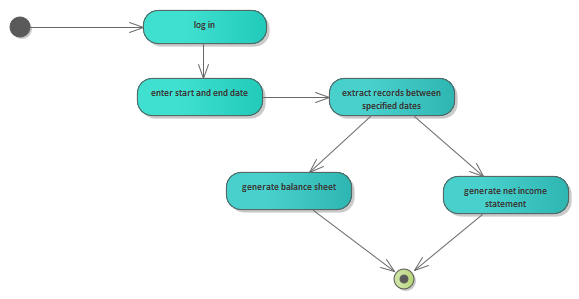 log in
enter start and end date
extract records between
specified dates
generate balance sheet
generate net income
statement